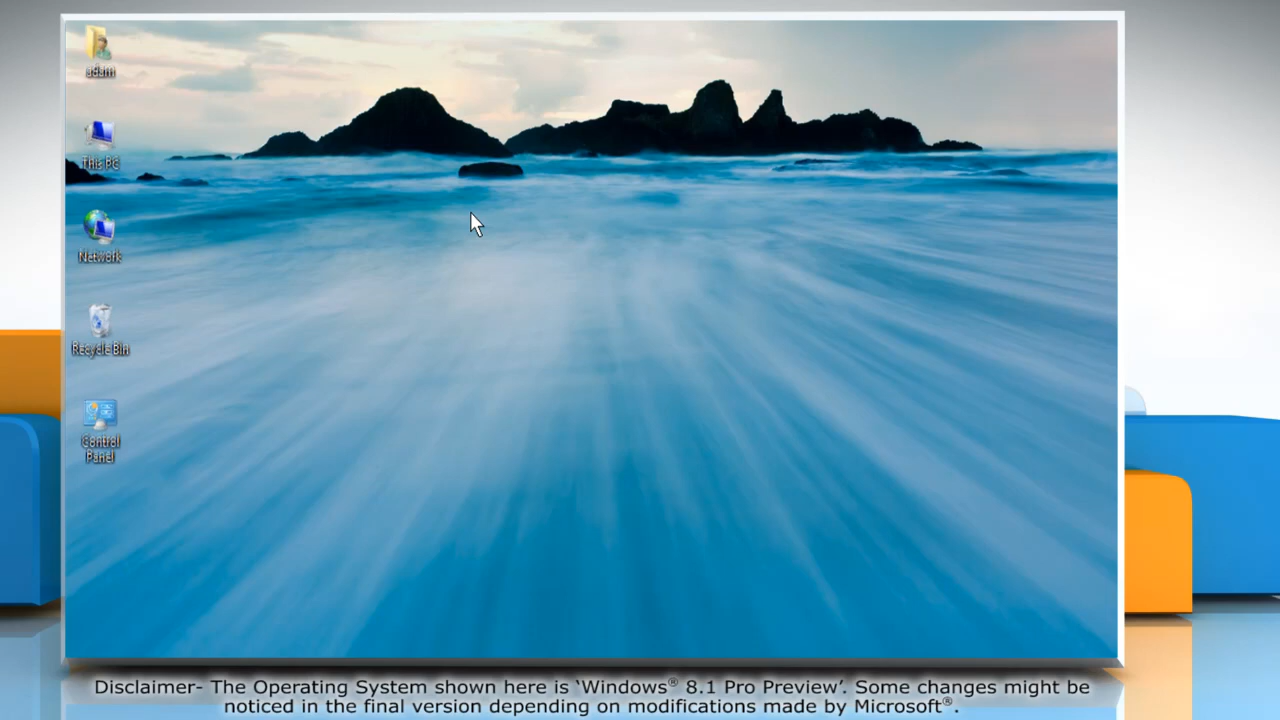 adam
This PC
Network
Recycle Bin
Control
Panel
Disclaimer- The Operating System shown here is ‘Windows® 8.1 Pro Preview’. Some changes might be
noticed in the final version depending on modifications made by Microsoft®.